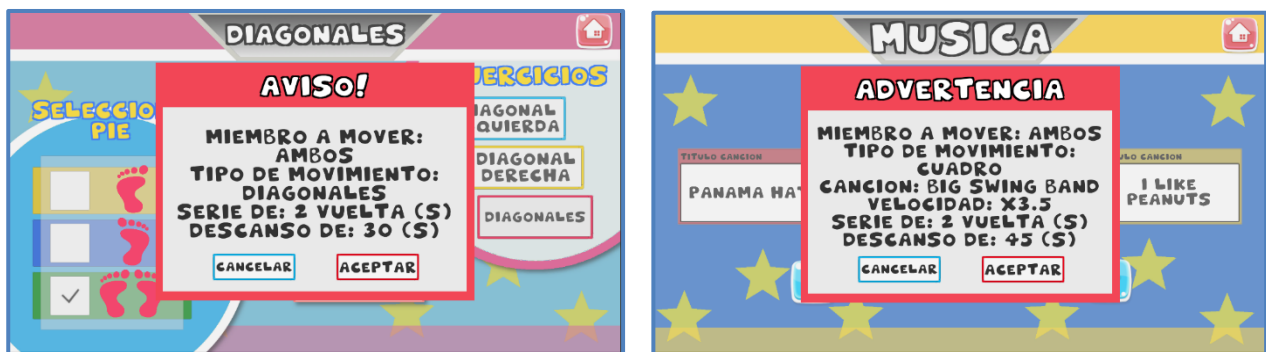 DIAGONALES
SELECCIO
PIE
ERCICIOS
IAGONAL
QUIERDA
DIAGONAL
DERECHA
DIAGONALES
AVISO!
MIEMBRO A MOVER:
AMBOS
TIPO DE MOVIMIENTO:
DIAGONALES
SERIE DE: 2 VUELTA (S)
DESCANSO DE: 30 (S)
CANCELAR
ACEPTAR
MUSICA
TITULO CANCION
PANAMA HAT
ULO CANCION
I LIKE
PEANUTS
ADVERTENCIA
MIEMBRO A MOVER: AMBOS
TIPO DE MOVIMIENTO:
CUADRO
CANCION: BIG SWING BAND
VELOCIDAD: X3.5
SERIE DE: 2 VUELTA (S)
DESCANSO DE: 45 (S)
CANCELAR
ACEPTAR